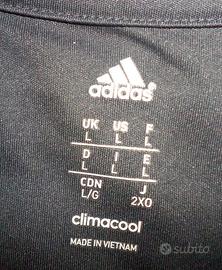 adidas
UK US F
L L L
D I E
L L L
CDN J
L/G 2XO
climacool
MADE IN VIETNAM
subito